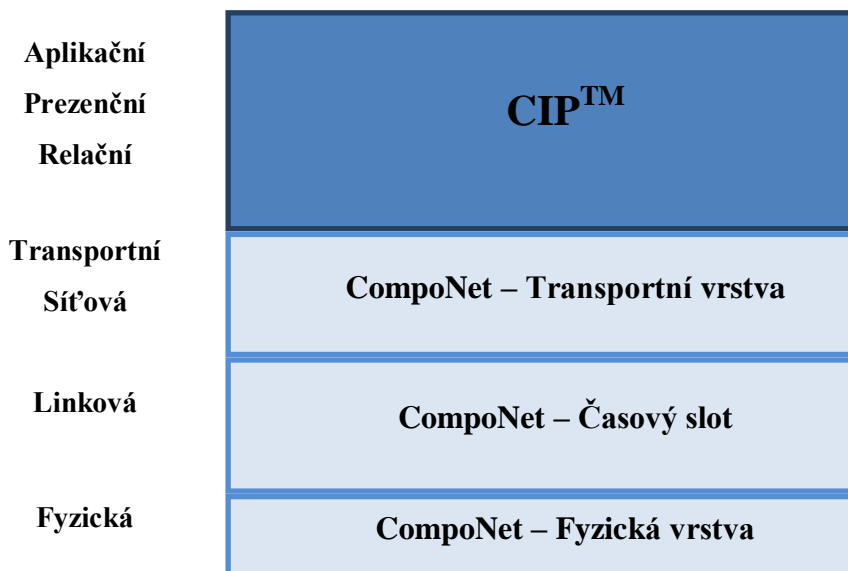 Aplikační
Prezenční
Relační
CIP™
Transportní
Síťová
CompoNet – Transportní vrstva
Linková
CompoNet – Časový slot
Fyzická
CompoNet – Fyzická vrstva